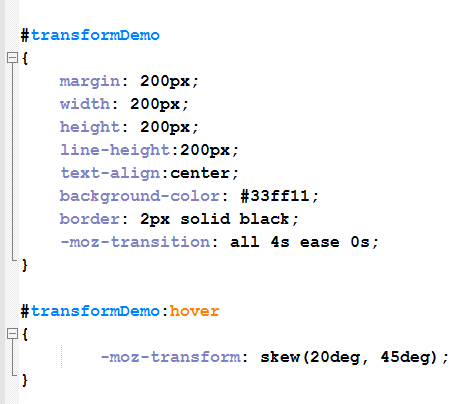 #transformDemo
{
margin: 200px;
width: 200px;
height: 200px;
line-height:200px;
text-align:center;
background-color: #33ff11;
border: 2px solid black;
-moz-transition: all 4s ease 0s;
}
#transformDemo:hover
{
-moz-transform: skew(20deg, 45deg);
}